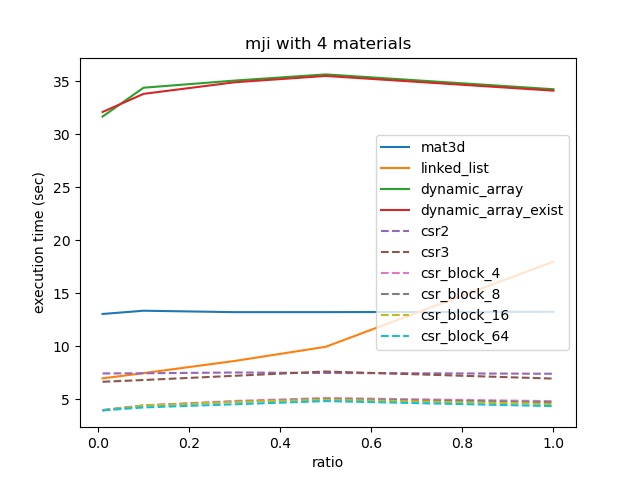 mji with 4 materials
execution time (sec)
35
30
25
20
15
10
5
mat3d
linked_list
dynamic_array
dynamic_array_exist
csr2
csr3
csr_block_4
csr_block_8
csr_block_16
csr_block_64
0.0 0.2 0.4 0.6 0.8 1.0
ratio